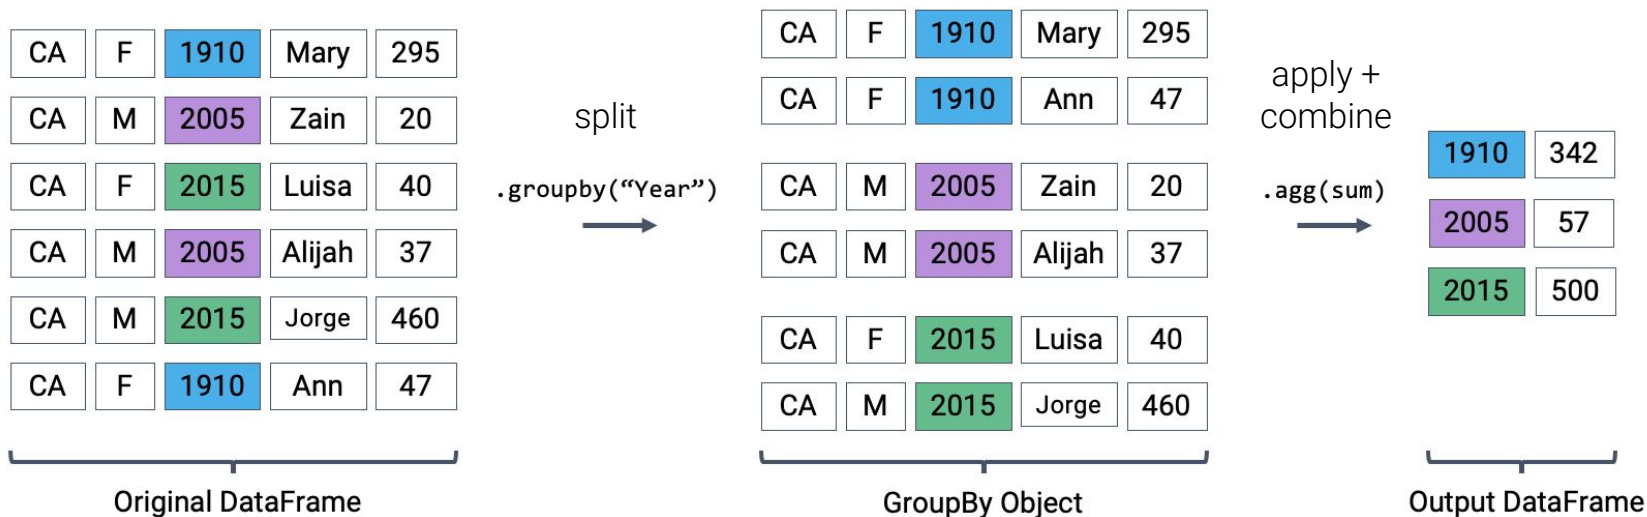 CA F 1910 Mary 295
CA M 2005 Zain 20
CA F 2015 Luisa 40
CA M 2005 Alijah 37
CA M 2015 Jorge 460
CA F 1910 Ann 47
Original DataFrame
split
.groupby(“Year”)
CA F 1910 Mary 295
CA F 1910 Ann 47
CA M 2005 Zain 20
CA M 2005 Alijah 37
CA F 2015 Luisa 40
CA M 2015 Jorge 460
GroupBy Object
apply +
combine
.agg(sum)
1910 342
2005 57
2015 500
Output DataFrame